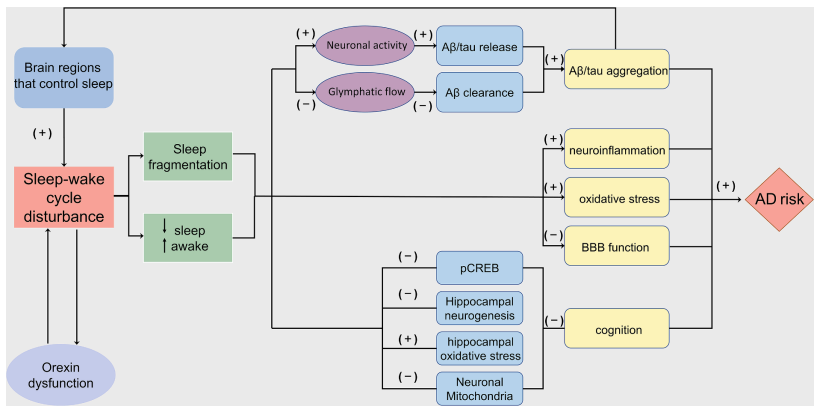 Brain regions
that control sleep
(+)
Sleep-wake
cycle
disturbance
Orexin
dysfunction
Sleep
fragmentation
↓ sleep
↑ awake
(+)
Neuronal activity
(+)
Aβ/tau release
(-)
Glymphatic flow
(-)
Aβ clearance
(+)
Aβ/tau aggregation
(+)
neuroinflammation
(+)
oxidative stress
(-)
BBB function
(-)
pCREB
(-)
Hippocampal
neurogenesis
(+)
hippocampal
oxidative stress
(-)
Neuronal
Mitochondria
(-)
cognition
(+)
AD risk